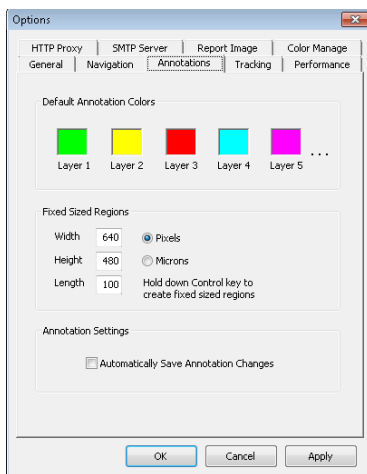 Options
HTTP Proxy SMTP Server Report Image Color Manage
General Navigation Annotations Tracking Performance
Default Annotation Colors
...
Layer 1 Layer 2 Layer 3 Layer 4 Layer 5
Fixed Sized Regions
Width 640 Pixels
Height 480 Microns
Length 100 Hold down Control key to
create fixed sized regions
Annotation Settings
Automatically Save Annotation Changes
OK Cancel Apply